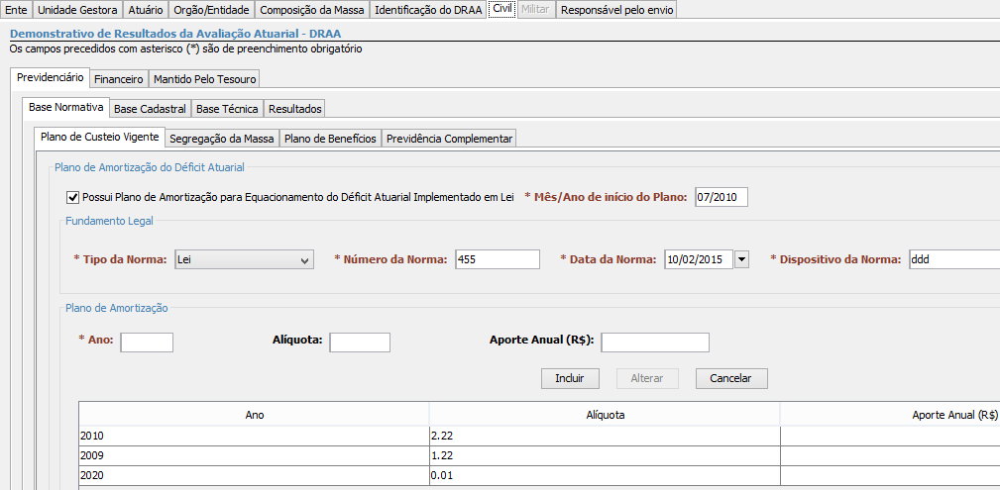 Ente Unidade Gestora Atuário Orgão/Entidade Composição da Massa Identificação do DRAA Civil Militar Responsável pelo envio
Demonstrativo de Resultados da Avaliação Atuarial - DRAA
Os campos precedidos com asterisco (*) são de preenchimento obrigatório
Previdenciário Financeiro Mantido Pelo Tesouro
Base Normativa Base Cadastral Base Técnica Resultados
Plano de Custeio Vigente Segregação da Massa Plano de Benefícios Previdência Complementar
Plano de Amortização do Déficit Atuarial
Possui Plano de Amortização para Equacionamento do Déficit Atuarial Implementado em Lei * Mês/Ano de início do Plano: 07/2010
Fundamento Legal
* Tipo da Norma: Lei * Número da Norma: 455 * Data da Norma: 10/02/2015 * Dispositivo da Norma: ddd
Plano de Amortização
* Ano: Alíquota: Aporte Anual (R$):
Incluir Alterar Cancelar
Ano Alíquota Aporte Anual (R$)
2010 2.22
2009 1.22
2020 0.01